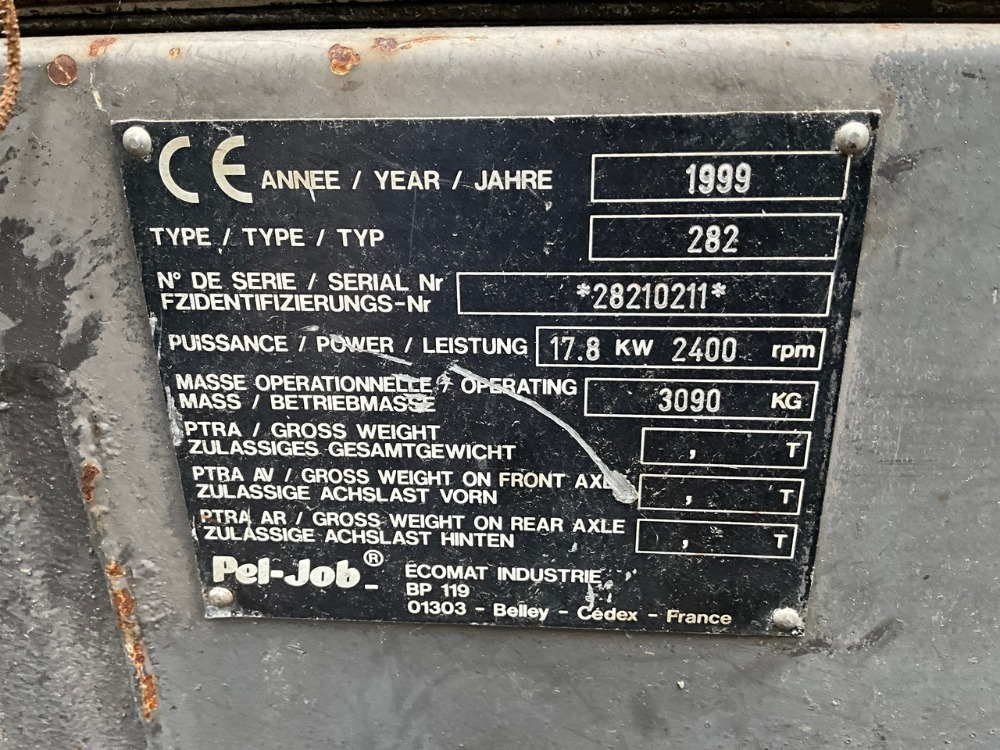 CE ANNEE / YEAR / JAHRE 1999
TYPE / TYPE / TYP 282
N° DE SERIE / SERIAL Nr
FZIDENTIFIZIERUNGS-Nr *28210211*
PUISSANCE / POWER / LEISTUNG 17.8 KW 2400 rpm
MASSE OPERATIONNELLE / OPERATING
MASS / BETRIEBMASSE 3090 KG
PTRA / GROSS WEIGHT
ZULASSIGES GESAMTGEWICHT , T
PTRA AV / GROSS WEIGHT ON FRONT AXLE
ZULASSIGE ACHSLAST VORN , T
PTRA AR / GROSS WEIGHT ON REAR AXLE
ZULASSIGE ACHSLAST HINTEN , T
Pel-Job ® ECOMAT INDUSTRIE
BP 119
01303 - Belley - Cédex - France